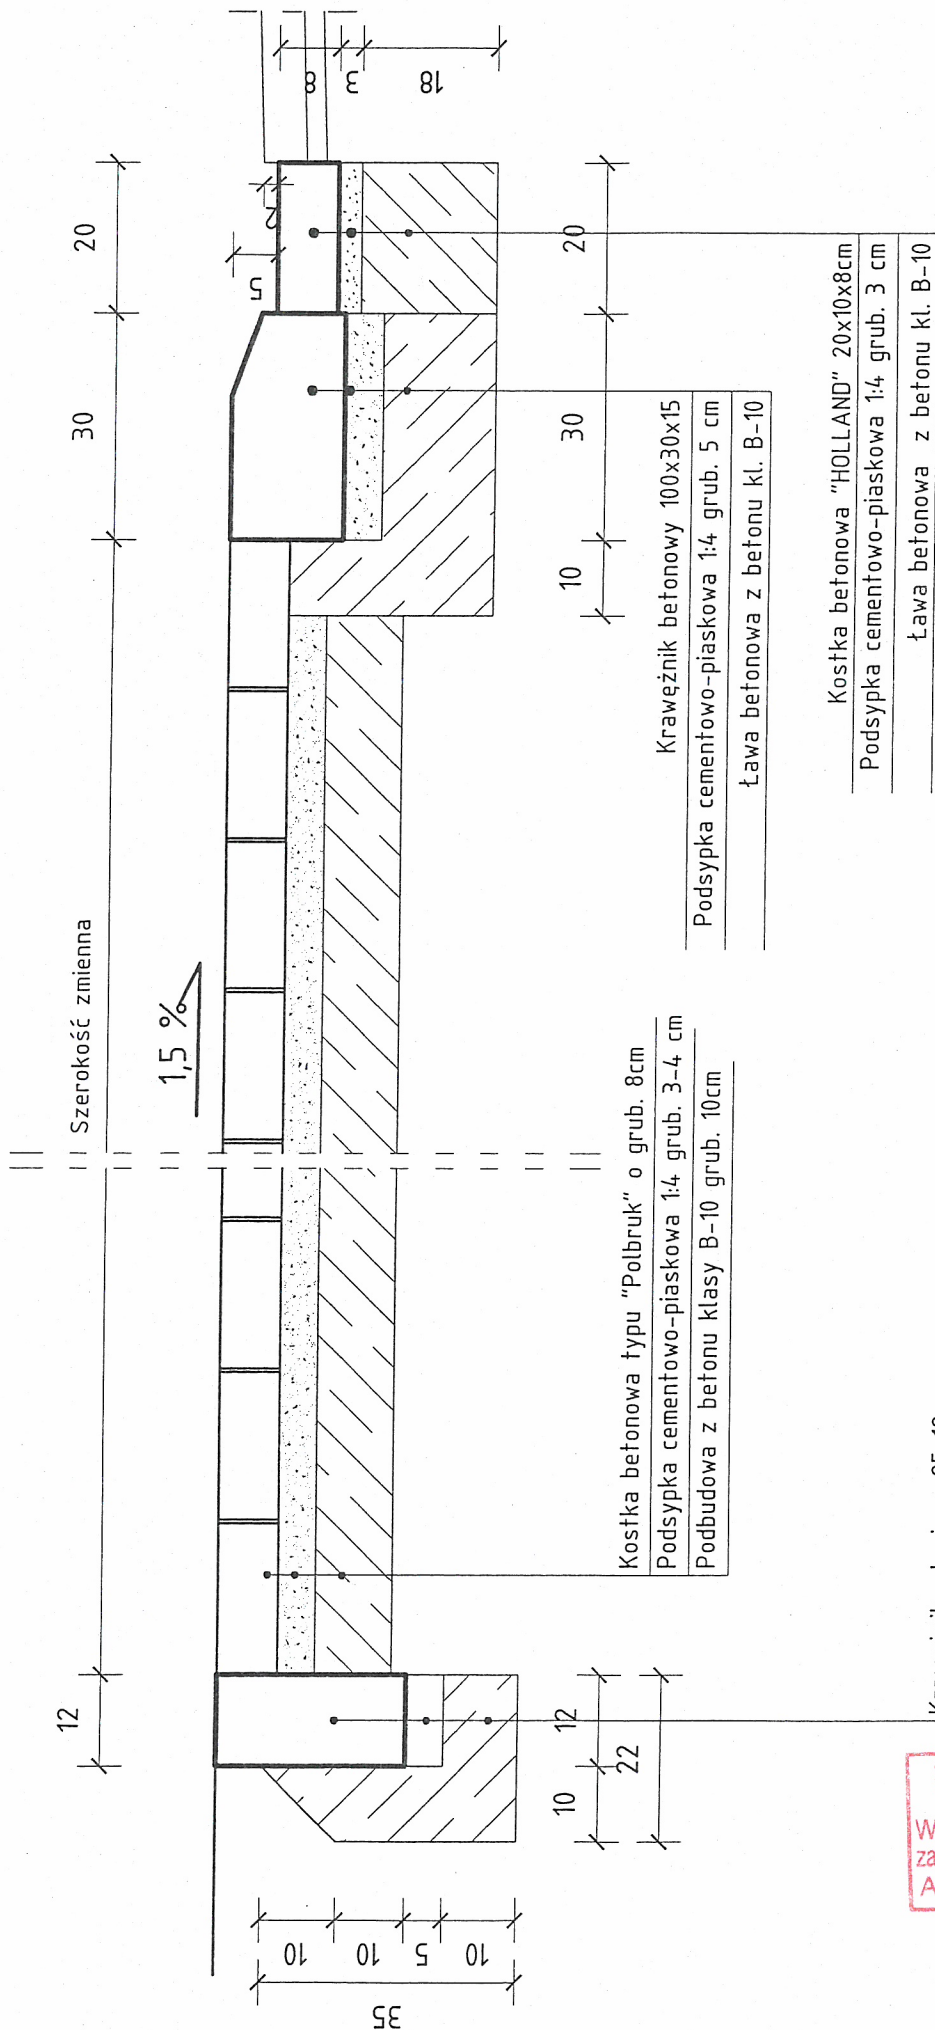 Szerokość zmienna
12
30
20
1,5 %
5
2
8
3
18
10
10
5
10
35
10
12
22
10
30
20
Kostka betonowa typu "Polbruk" o grub. 8cm
Podsypka cementowo-piaskowa 1:4 grub. 3-4 cm
Podbudowa z betonu klasy B-10 grub. 10cm
Krawężnik betonowy 100x30x15
Podsypka cementowo-piaskowa 1:4 grub. 5 cm
Ława betonowa z betonu kl. B-10
Kostka betonowa "HOLLAND" 20x10x8cm
Podsypka cementowo-piaskowa 1:4 grub. 3 cm
Ława betonowa z betonu kl. B-10
W
za
A